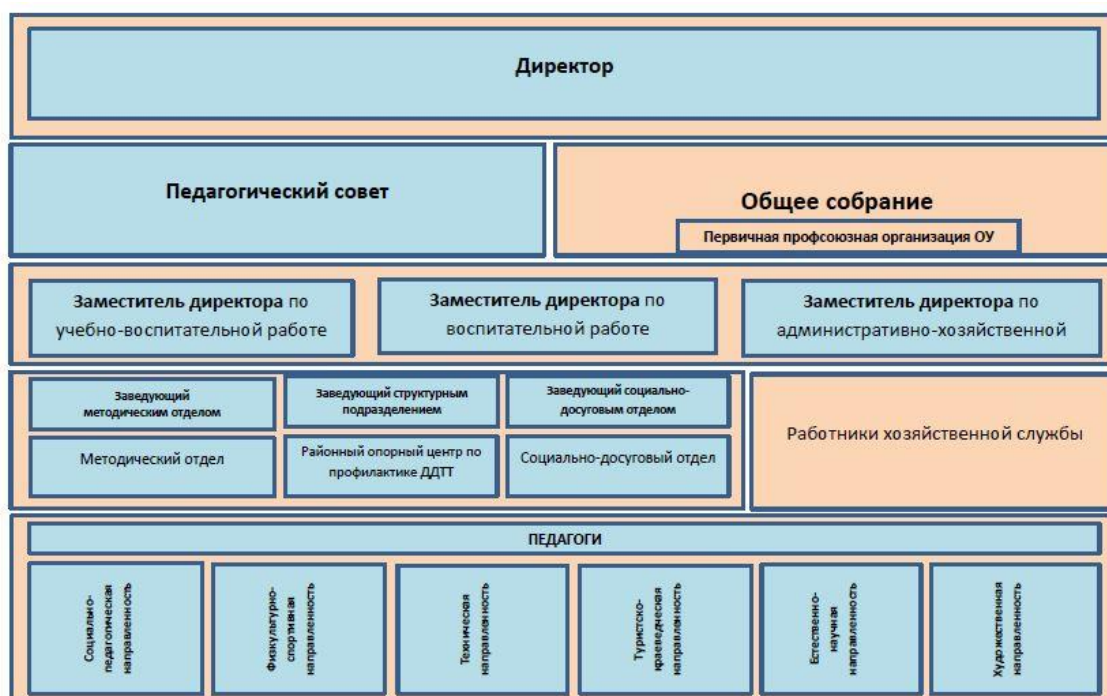 Директор
Педагогический совет
Общее собрание
Первичная профсоюзная организация ОУ
Заместитель директора по
учебно-воспитательной работе
Заместитель директора по
воспитательной работе
Заместитель директора по
административно-хозяйственной
Заведующий
методическим отделом
Заведующий структурным
подразделением
Заведующий социально-
досуговым отделом
Методический отдел
Районный опорный центр по
профилактике ДДТТ
Социально-досуговый отдел
Работники хозяйственной службы
ПЕДАГОГИ
Социально-
педагогическая
направленность
Физкультурно-
спортивная
направленность
Техническая
направленность
Туристско-
краеведческая
направленность
Естественно-
научная
направленность
Художественная
направленность